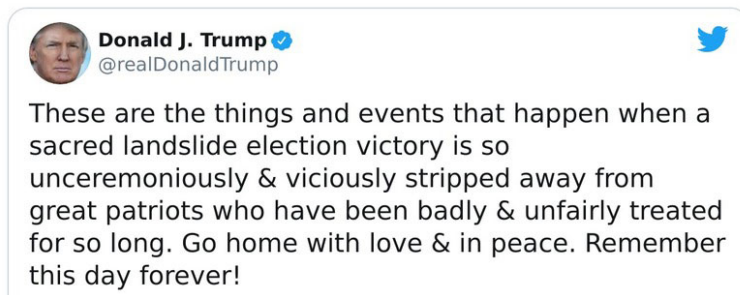 Donald J. Trump
@realDonaldTrump
These are the things and events that happen when a
sacred landslide election victory is so
unceremoniously & viciously stripped away from
great patriots who have been badly & unfairly treated
for so long. Go home with love & in peace. Remember
this day forever!